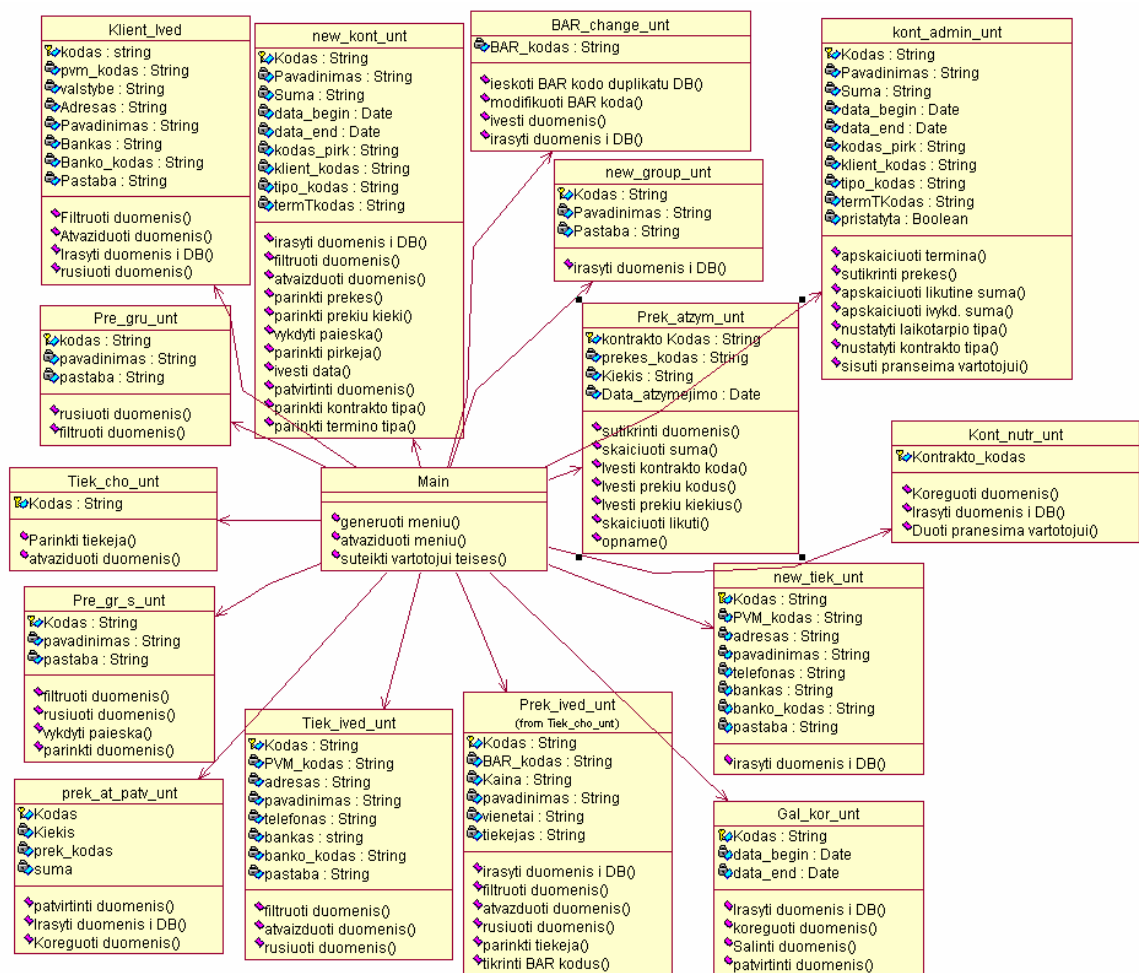 Klient_Ived
kodas : string
pvm_kodas : String
valstybe : String
Adresas : String
Pavadinimas : String
Bankas : String
Banko_kodas : String
Pastaba : String
Filtruoti duomenis()
Atvaziduoti duomenis()
Irasyti duomenis i DB()
rusiuoti duomenis()
new_kont_unt
Kodas : String
Pavadinimas : String
Suma : String
data_begin : Date
data_end : Date
kodas_pirk : String
klient_kodas : String
tipo_kodas : String
termTkodas : String
irasyti duomenis i DB()
filtruoti duomenis()
atvaizduoti duomenis()
parinkti prekes()
parinkti prekiu kieki()
vykdyti paieska()
parinkti pirkeja()
ivesti data()
patvirtinti duomenis()
parinkti kontrakto tipa()
parinkti termino tipa()
BAR_change_unt
BAR_kodas : String
ieskoti BAR kodo duplikatu DB()
modifikuoti BAR koda()
ivesti duomenis()
irasyti duomenis i DB()
new_group_unt
Kodas : String
Pavadinimas : String
Pastaba : String
irasyti duomenis i DB()
kont_admin_unt
Kodas : String
Pavadinimas : String
Suma : String
data_begin : Date
data_end : Date
kodas_pirk : String
klient_kodas : String
tipo_kodas : String
termTKodas : String
pristatyta : Boolean
apskaiciuoti termina()
sutikrinti prekes()
apskaiciuoti likutine suma()
apskaiciuoti ivykd. suma()
nustatyti laikotarpio tipa()
nustatyti kontrakto tipa()
sisuti pranseima vartotojui()
Pre_gru_unt
kodas : String
pavadinimas : String
pastaba : String
rusiuoti duomenis()
filtruoti duomenis()
Prek_atzym_unt
kontrakto Kodas : String
prekes_kodas : String
Kiekis : String
Data_atzymejimo : Date
sutikrinti duomenis()
skaiciuoti suma()
Ivesti kontrakto koda()
Ivesti prekiu kodus()
Ivesti prekiu kiekius()
skaiciuoti likuti()
opname()
Kont_nutr_unt
Kontrakto_kodas
Koreguoti duomenis()
Irasyti duomenis i DB()
Duoti pranesima vartotojui()
Tiek_cho_unt
Kodas : String
Parinkti tiekeja()
atvaziduoti duomenis()
Main
generuoti meniu()
atvaziduoti meniu()
suteikti vartotojui teises()
Pre_gr_s_unt
Kodas : String
pavadinimas : String
pastaba : String
filtruoti duomenis()
rusiuoti duomenis()
vykdyti paieska()
parinkti duomenis()
new_tiek_unt
Kodas : String
PVM_kodas : String
adresas : String
pavadinimas : String
telefonas : String
bankas : String
banko_kodas : String
pastaba : String
irasyti duomenis i DB()
prek_at_patv_unt
Kodas
Kiekis
prek_kodas
suma
patvirtinti duomenis()
Irasyti duomenis i DB()
Koreguoti duomenis()
Tiek_ived_unt
Kodas : String
PVM_kodas : String
adresas : String
pavadinimas : String
telefonas : String
bankas : string
banko_kodas : String
pastaba : String
filtruoti duomenis()
atvaizduoti duomenis()
rusiuoti duomenis()
Prek_ived_unt
(from Tiek_cho_unt)
Kodas : String
BAR_kodas : String
Kaina : String
pavadinimas : String
vienetai : String
tiekejas : String
irasyti duomenis i DB()
filtruoti duomenis()
atvazduoti duomenis()
rusiuoti duomenis()
parinkti tiekeja()
tikrinti BAR kodus()
Gal_kor_unt
Kodas : String
data_begin : Date
data_end : Date
Irasyti duomenis i DB()
koreguoti duomenis()
Salinti duomenis()
patvirtinti duomenis()